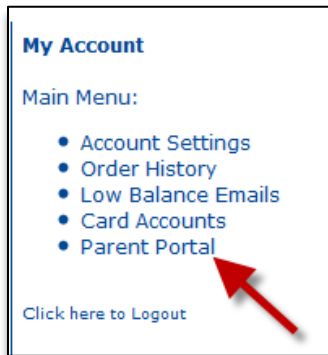 My Account
Main Menu:
• Account Settings
• Order History
• Low Balance Emails
• Card Accounts
• Parent Portal
Click here to Logout